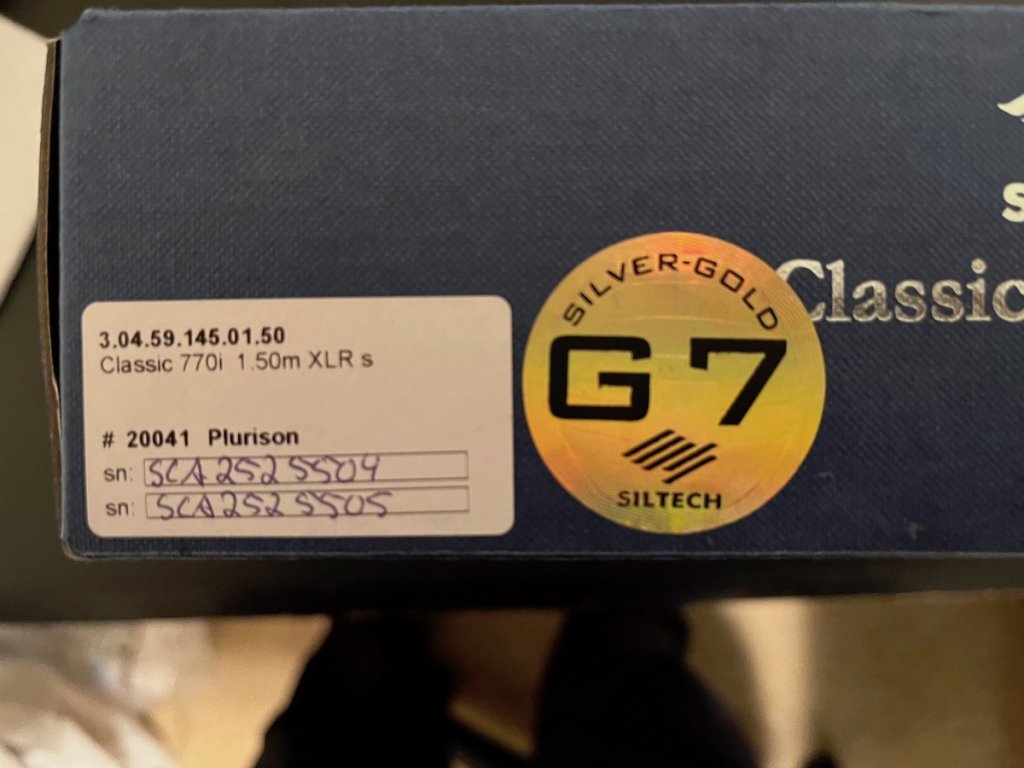 3.04.59.145.01.50
Classic 770i 1.50m XLR s
# 20041 Plurison
sn: SCA2525504
sn: SCA2525505
SILVER-GOLD
G7
SILTECH
S
Classic